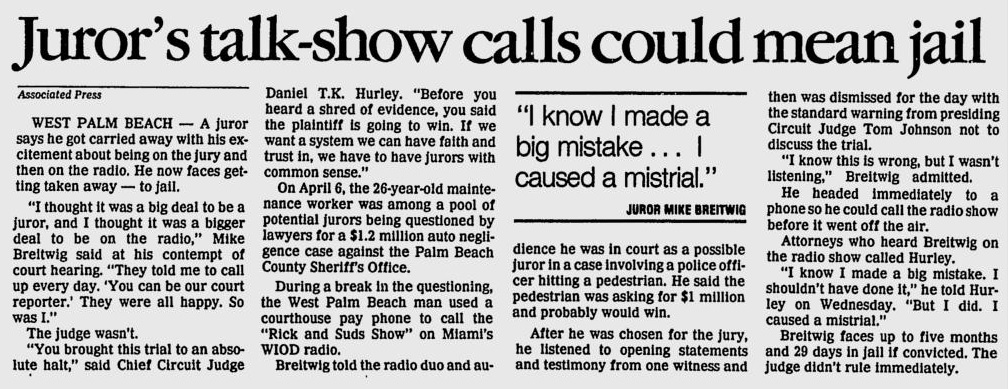 Juror's talk-show calls could mean jail
Associated Press
WEST PALM BEACH — A juror
says he got carried away with his ex-
citement about being on the jury and
then on the radio. He now faces get-
ting taken away — to jail.
"I thought it was a big deal to be a
juror, and I thought it was a bigger
deal to be on the radio," Mike
Breitwig said at his contempt of
court hearing. "They told me to call
up every day. 'You can be our court
reporter.' They were all happy. So
was I."
The judge wasn't.
"You brought this trial to an abso-
lute halt," said Chief Circuit Judge
Daniel T.K. Hurley. "Before you
heard a shred of evidence, you said
the plaintiff is going to win. If we
want a system we can have faith and
trust in, we have to have jurors with
common sense."
On April 6, the 26-year-old mainte-
nance worker was among a pool of
potential jurors being questioned by
lawyers for a $1.2 million auto negli-
gence case against the Palm Beach
County Sheriff's Office.
During a break in the questioning,
the West Palm Beach man used a
courthouse pay phone to call the
"Rick and Suds Show" on Miami's
WIOD radio.
Breitwig told the radio duo and au-
"I know I made a
big mistake ... I
caused a mistrial."
JUROR MIKE BREITWIG
dience he was in court as a possible
juror in a case involving a police offi-
cer hitting a pedestrian. He said the
pedestrian was asking for $1 million
and probably would win.
After he was chosen for the jury,
he listened to opening statements
and testimony from one witness and
then was dismissed for the day with
the standard warning from presiding
Circuit Judge Tom Johnson not to
discuss the trial.
"I know this is wrong, but I wasn't
listening," Breitwig admitted.
He headed immediately to a
phone so he could call the radio show
before it went off the air.
Attorneys who heard Breitwig on
the radio show called Hurley.
"I know I made a big mistake. I
shouldn't have done it," he told Hur-
ley on Wednesday. "But I did. I
caused a mistrial."
Breitwig faces up to five months
and 29 days in jail if convicted. The
judge didn't rule immediately.